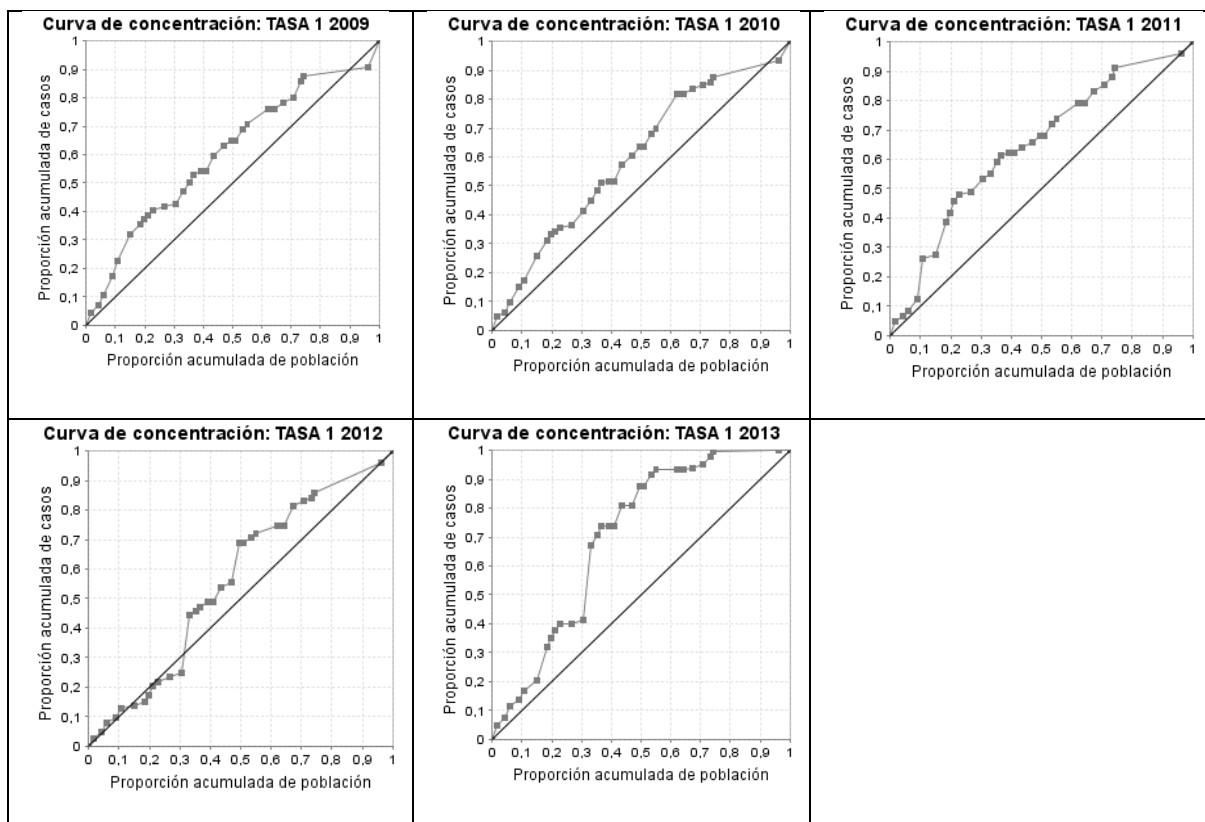 Curva de concentración: TASA 1 2009
Proporción acumulada de casos
1
0,9
0,8
0,7
0,6
0,5
0,4
0,3
0,2
0,1
0
0 0,1 0,2 0,3 0,4 0,5 0,6 0,7 0,8 0,9 1
Proporción acumulada de población
Curva de concentración: TASA 1 2010
Proporción acumulada de casos
1
0,9
0,8
0,7
0,6
0,5
0,4
0,3
0,2
0,1
0
0 0,1 0,2 0,3 0,4 0,5 0,6 0,7 0,8 0,9 1
Proporción acumulada de población
Curva de concentración: TASA 1 2011
Proporción acumulada de casos
1
0,9
0,8
0,7
0,6
0,5
0,4
0,3
0,2
0,1
0
0 0,1 0,2 0,3 0,4 0,5 0,6 0,7 0,8 0,9 1
Proporción acumulada de población
Curva de concentración: TASA 1 2012
Proporción acumulada de casos
1
0,9
0,8
0,7
0,6
0,5
0,4
0,3
0,2
0,1
0
0 0,1 0,2 0,3 0,4 0,5 0,6 0,7 0,8 0,9 1
Proporción acumulada de población
Curva de concentración: TASA 1 2013
Proporción acumulada de casos
1
0,9
0,8
0,7
0,6
0,5
0,4
0,3
0,2
0,1
0
0 0,1 0,2 0,3 0,4 0,5 0,6 0,7 0,8 0,9 1
Proporción acumulada de población